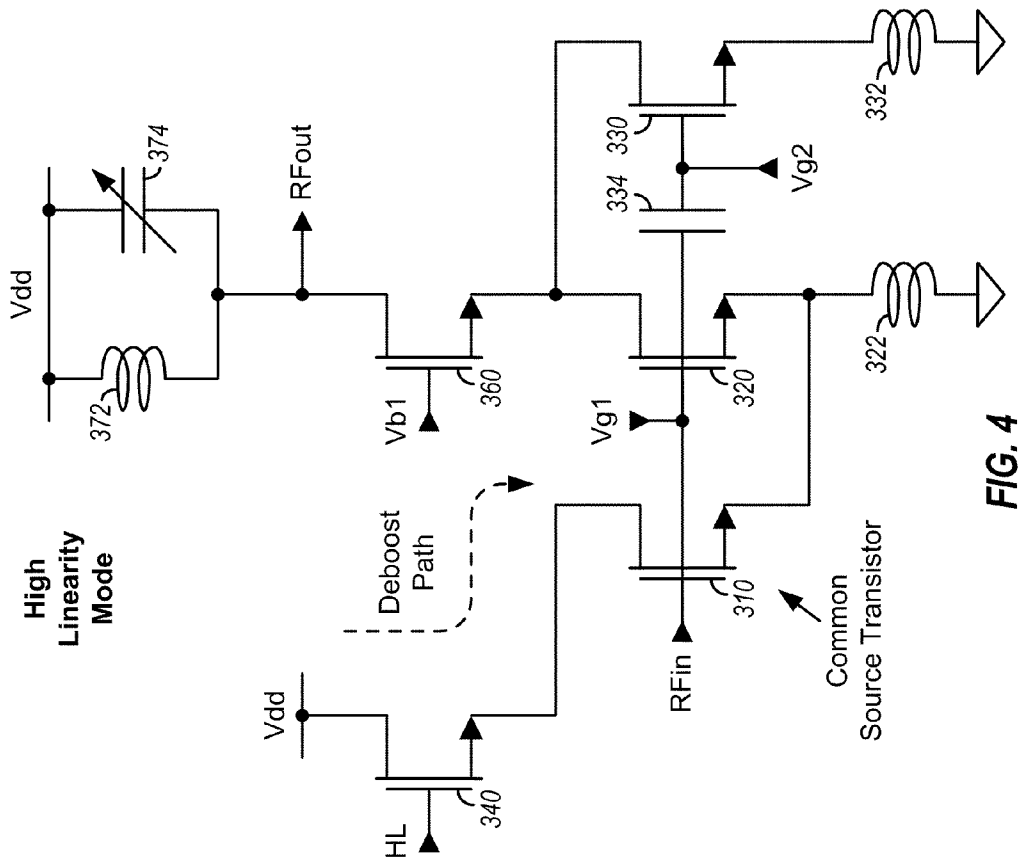 High
Linearity
Mode
Vdd
372
374
RFout
Vdd
Deboost
Path
Vb1
360
HL
340
Vg1
334
330
RFin
310
320
Vg2
Common
Source Transistor
322
332
FIG. 4